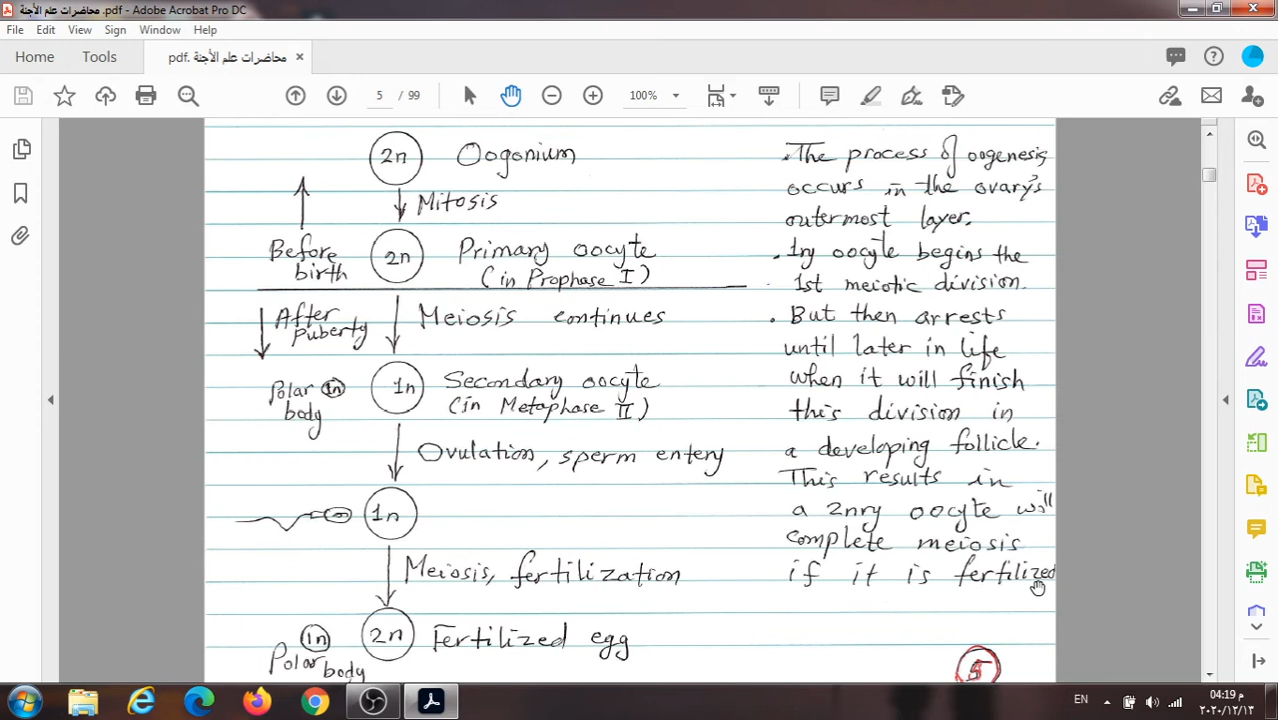 محاضرات علم الأجنة.pdf - Adobe Acrobat Pro DC
File Edit View Sign Window Help
Home Tools محاضرات علم الأجنة.pdf ×
5 / 99 100%
2n Oogonium
Mitosis
Before birth
2n Primary oocyte
(in Prophase I)
After Puberty
Meiosis continues
Polar body 1n
1n Secondary oocyte
(in Metaphase II)
Ovulation, sperm entery
1n
Meiosis, fertilization
1n Polar body
2n Fertilized egg
. The process of oogenesis
occurs in the ovary's
outermost layer.
. 1ry oocyte begins the
1st meiotic division.
. But then arrests
until later in life
when it will finish
this division in
a developing follicle.
This results in
a 2nry oocyte will
complete meiosis
if it is fertilized
5
EN
04:19 م
٢٠٢٠/١٢/١٣